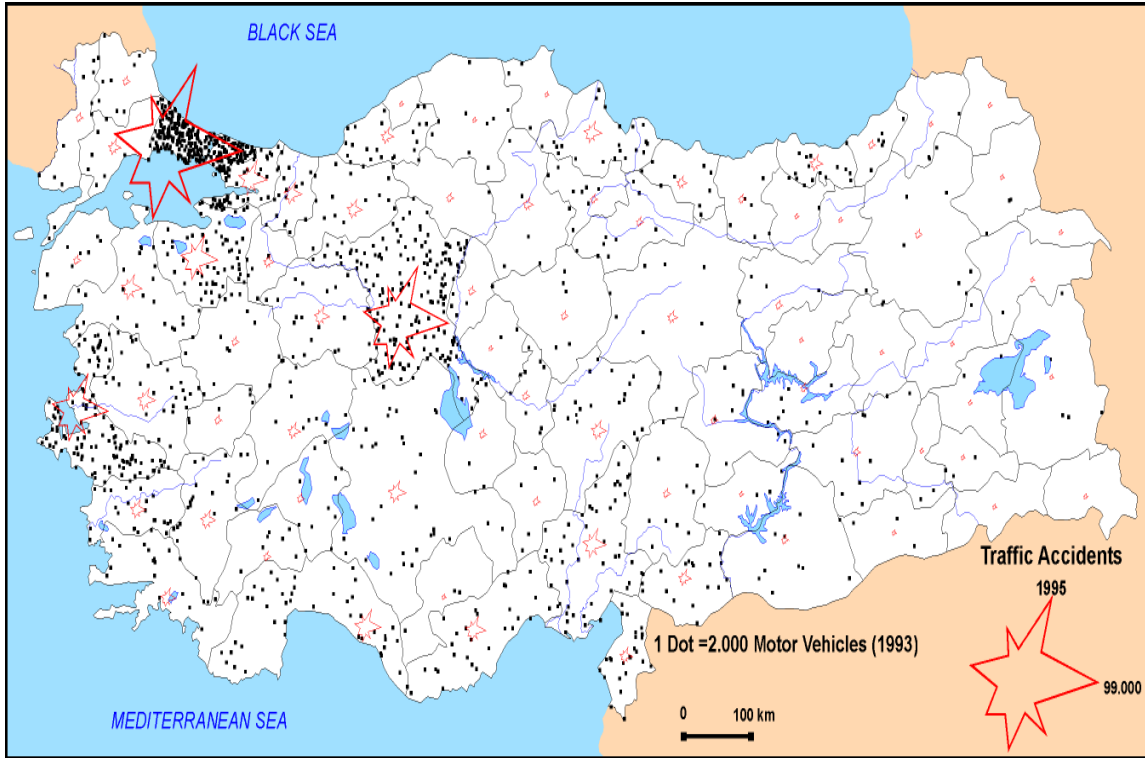 BLACK SEA
Traffic Accidents
1995
1 Dot =2.000 Motor Vehicles (1993)
99.000
0 100 km
MEDITERRANEAN SEA